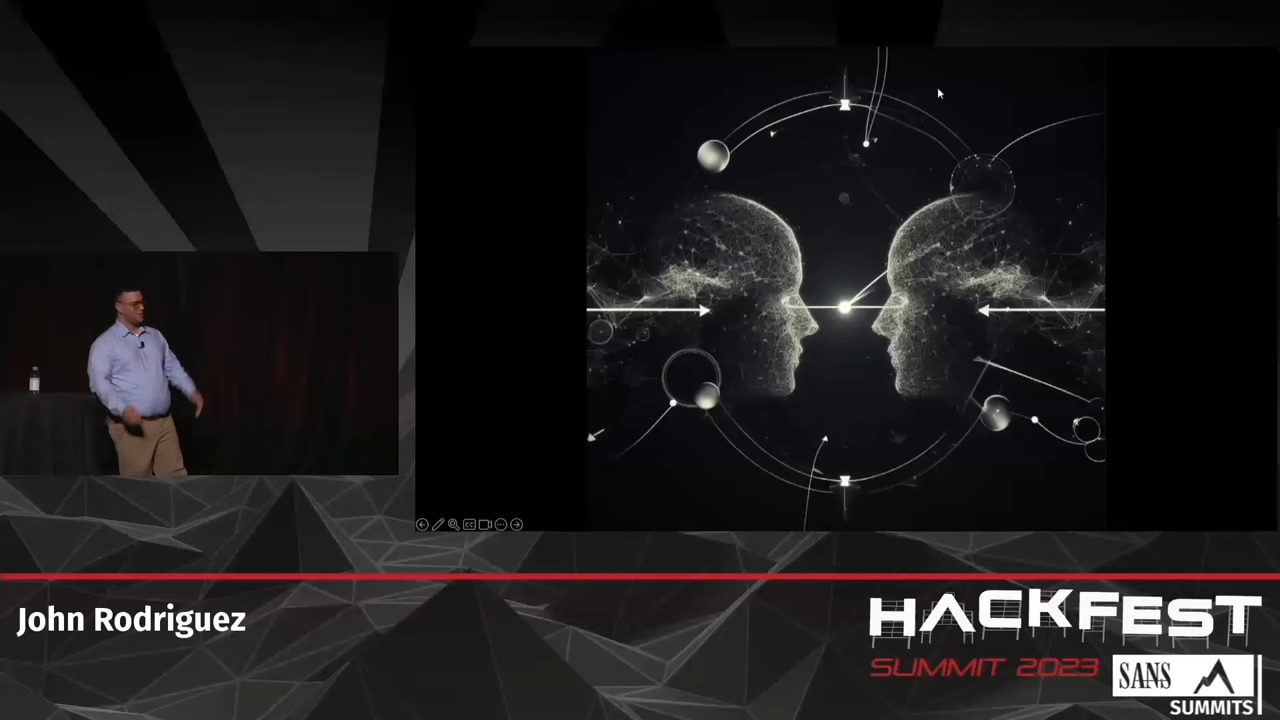 John Rodriguez
HACKFEST
SUMMIT 2023
SANS
SUMMITS